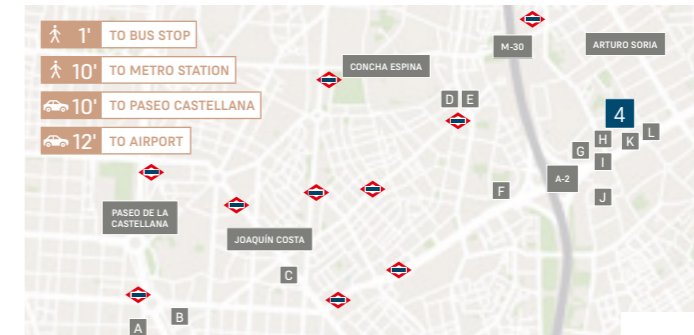 1' TO BUS STOP
10' TO METRO STATION
10' TO PASEO CASTELLANA
12' TO AIRPORT
M-30
ARTURO SORIA
CONCHA ESPINA
D E
4
H K L
G
I
A-2
F
J
PASEO DE LA
CASTELLANA
JOAQUÍN COSTA
C
B
A